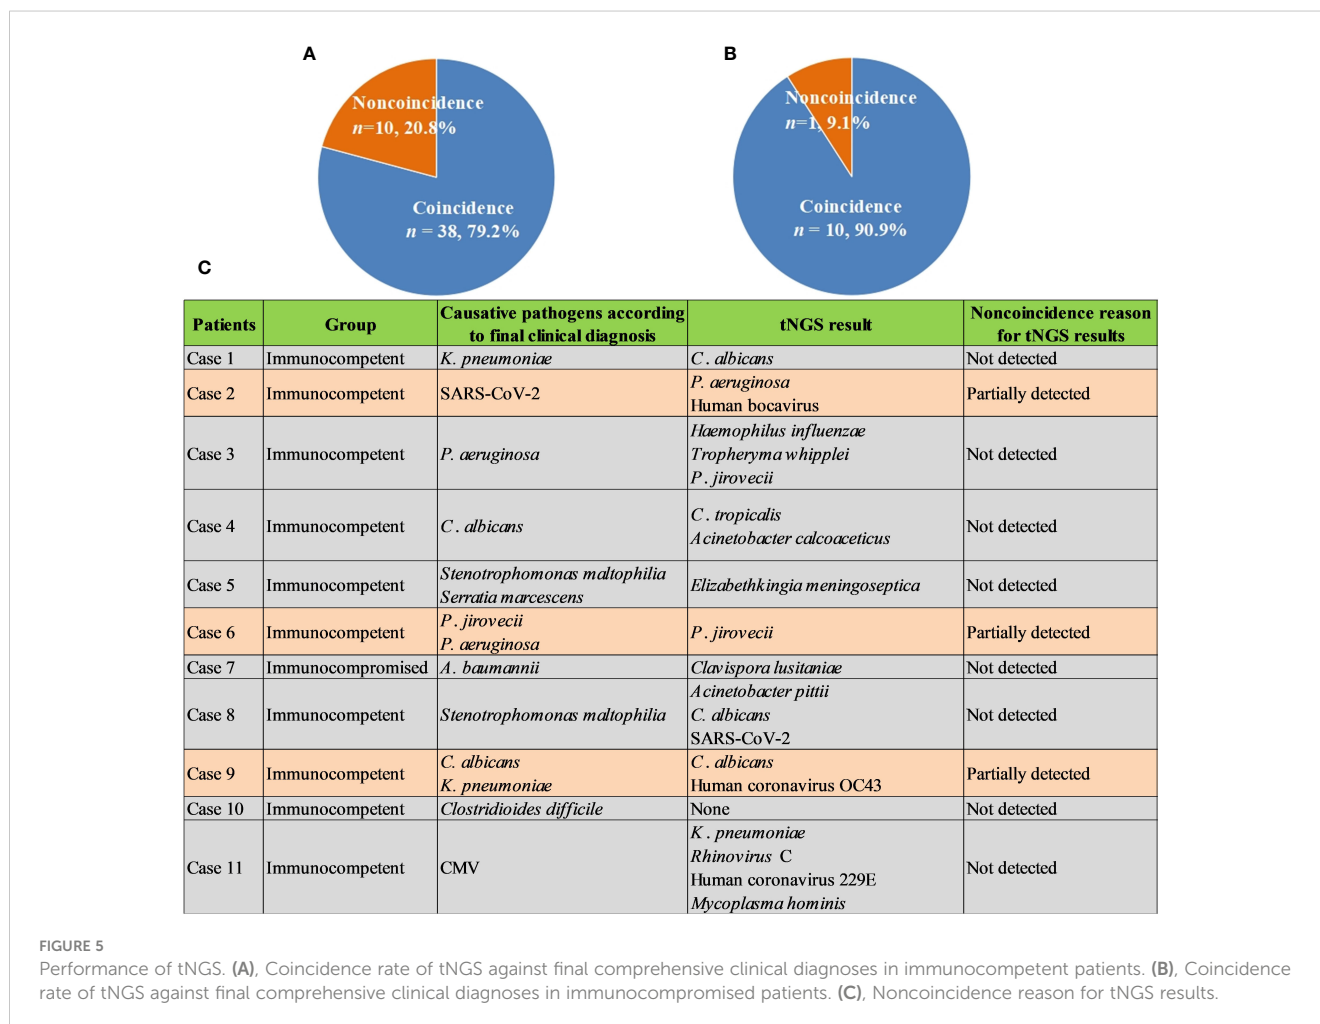 A
B
Noncoincidence
n=10, 20.8%
Coincidence
n = 38, 79.2%
Noncoincidence
n=1, 9.1%
Coincidence
n = 10, 90.9%
C
Patients Group Causative pathogens according to final clinical diagnosis tNGS result Noncoincidence reason for tNGS results
Case 1 Immunocompetent K. pneumoniae C . albicans Not detected
Case 2 Immunocompetent SARS-CoV-2 P. aeruginosa Partially detected
Human bocavirus
Case 3 Immunocompetent P. aeruginosa Haemophilus influenzae Not detected
Tropheryma whipplei
P . jirovecii
Case 4 Immunocompetent C . albicans C . tropicalis Not detected
Acinetobacter calcoaceticus
Case 5 Immunocompetent Stenotrophomonas maltophilia Elizabethkingia meningoseptica Not detected
Serratia marcescens
Case 6 Immunocompetent P. jirovecii P. jirovecii Partially detected
P. aeruginosa
Case 7 Immunocompromised A. baumannii Clavispora lusitaniae Not detected
Case 8 Immunocompetent Stenotrophomonas maltophilia Acinetobacter pittii Not detected
C. albicans
SARS-CoV-2
Case 9 Immunocompetent C. albicans C . albicans Partially detected
K. pneumoniae Human coronavirus OC43
Case 10 Immunocompetent Clostridioides difficile None Not detected
Case 11 Immunocompetent CMV K . pneumoniae Not detected
Rhinovirus C
Human coronavirus 229E
Mycoplasma hominis
FIGURE 5
Performance of tNGS. (A), Coincidence rate of tNGS against final comprehensive clinical diagnoses in immunocompetent patients. (B), Coincidence
rate of tNGS against final comprehensive clinical diagnoses in immunocompromised patients. (C), Noncoincidence reason for tNGS results.